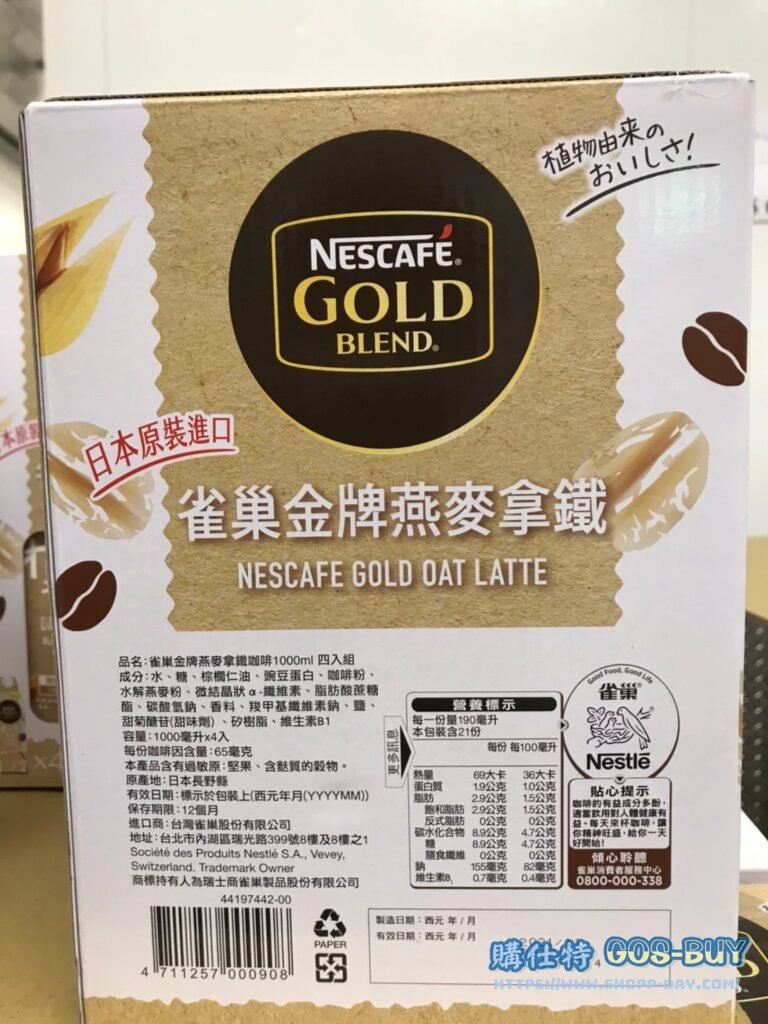 植物由来の
おいしさ!
NESCAFÉ®
GOLD
BLEND®
日本原裝進口
雀巢金牌燕麥拿鐵
NESCAFE GOLD OAT LATTE
品名:雀巢金牌燕麥拿鐵咖啡1000ml 四入組
成分:水、糖、棕櫚仁油、豌豆蛋白、咖啡粉、
水解燕麥粉、微結晶狀α-纖維素、脂肪酸蔗糖
酯、碳酸氫鈉、香料、羧甲基纖維素鈉、鹽、
甜菊醣苷(甜味劑)、矽樹脂、維生素B1
容量:1000毫升x4入
每份咖啡因含量:65毫克
本產品含有過敏原:堅果、含麩質的穀物。
原產地:日本長野縣
有效日期:標示於包裝上(西元年月(YYYYMM))
保存期限:12個月
進口商:台灣雀巢股份有限公司
地址:台北市內湖區瑞光路399號8樓及8樓之1
Société des Produits Nestlé S.A., Vevey,
Switzerland. Trademark Owner
商標持有人為瑞士商雀巢製品股份有限公司
44197442-00
4 711257 000908
PAPER
更多訊息
營養標示
每一份量190毫升
本包裝含21份
每份 每100毫升
熱量 69大卡 36大卡
蛋白質 1.9公克 1.0公克
脂肪 2.9公克 1.5公克
飽和脂肪 2.9公克 1.5公克
反式脂肪 0公克 0公克
碳水化合物 8.9公克 4.7公克
糖 8.9公克 4.7公克
膳食纖維 0公克 0公克
鈉 155毫克 82毫克
維生素B₁ 0.7毫克 0.4毫克
Good Food, Good Life
雀巢®
Nestlé
貼心提示
咖啡的有益成分多酚,
適當飲用對人體健康有
益。每天來杯咖啡,讓
你精神旺盛,給你一天
好開始!
傾心聆聽
雀巢消費者服務中心
0800-000-338
製造日期:西元 年/月
有效日期:西元 年/月
購仕特 GOS-BUY
HTTPS://WWW.SHOPP-DAY.COM/